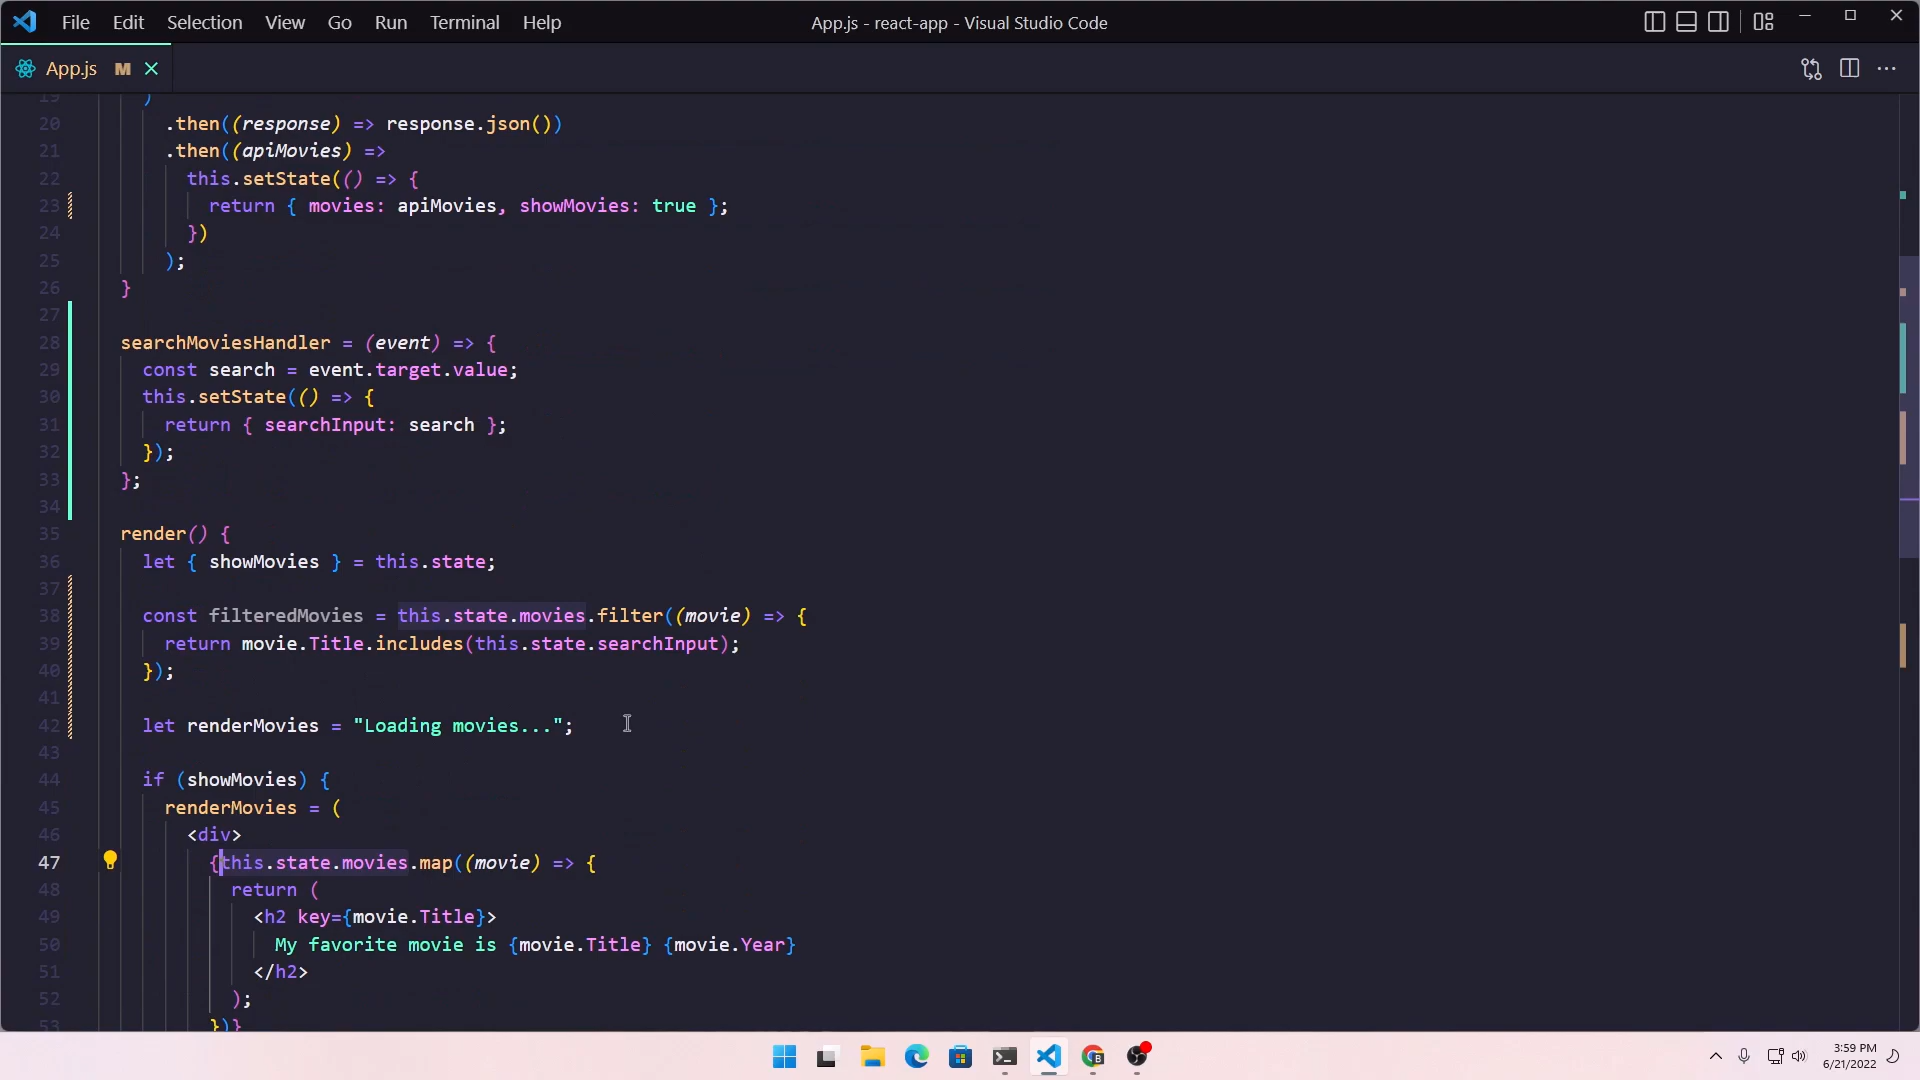 File Edit Selection View Go Run Terminal Help
App.js - react-app - Visual Studio Code
App.js M
19 )
20 .then((response) => response.json())
21 .then((apiMovies) =>
22 this.setState(() => {
23 return { movies: apiMovies, showMovies: true };
24 })
25 );
26 }
27
28 searchMoviesHandler = (event) => {
29 const search = event.target.value;
30 this.setState(() => {
31 return { searchInput: search };
32 });
33 };
34
35 render() {
36 let { showMovies } = this.state;
37
38 const filteredMovies = this.state.movies.filter((movie) => {
39 return movie.Title.includes(this.state.searchInput);
40 });
41
42 let renderMovies = "Loading movies...";
43
44 if (showMovies) {
45 renderMovies = (
46 <div>
47 {this.state.movies.map((movie) => {
48 return (
49 <h2 key={movie.Title}>
50 My favorite movie is {movie.Title} {movie.Year}
51 </h2>
52 );
53 })}
3:59 PM
6/21/2022